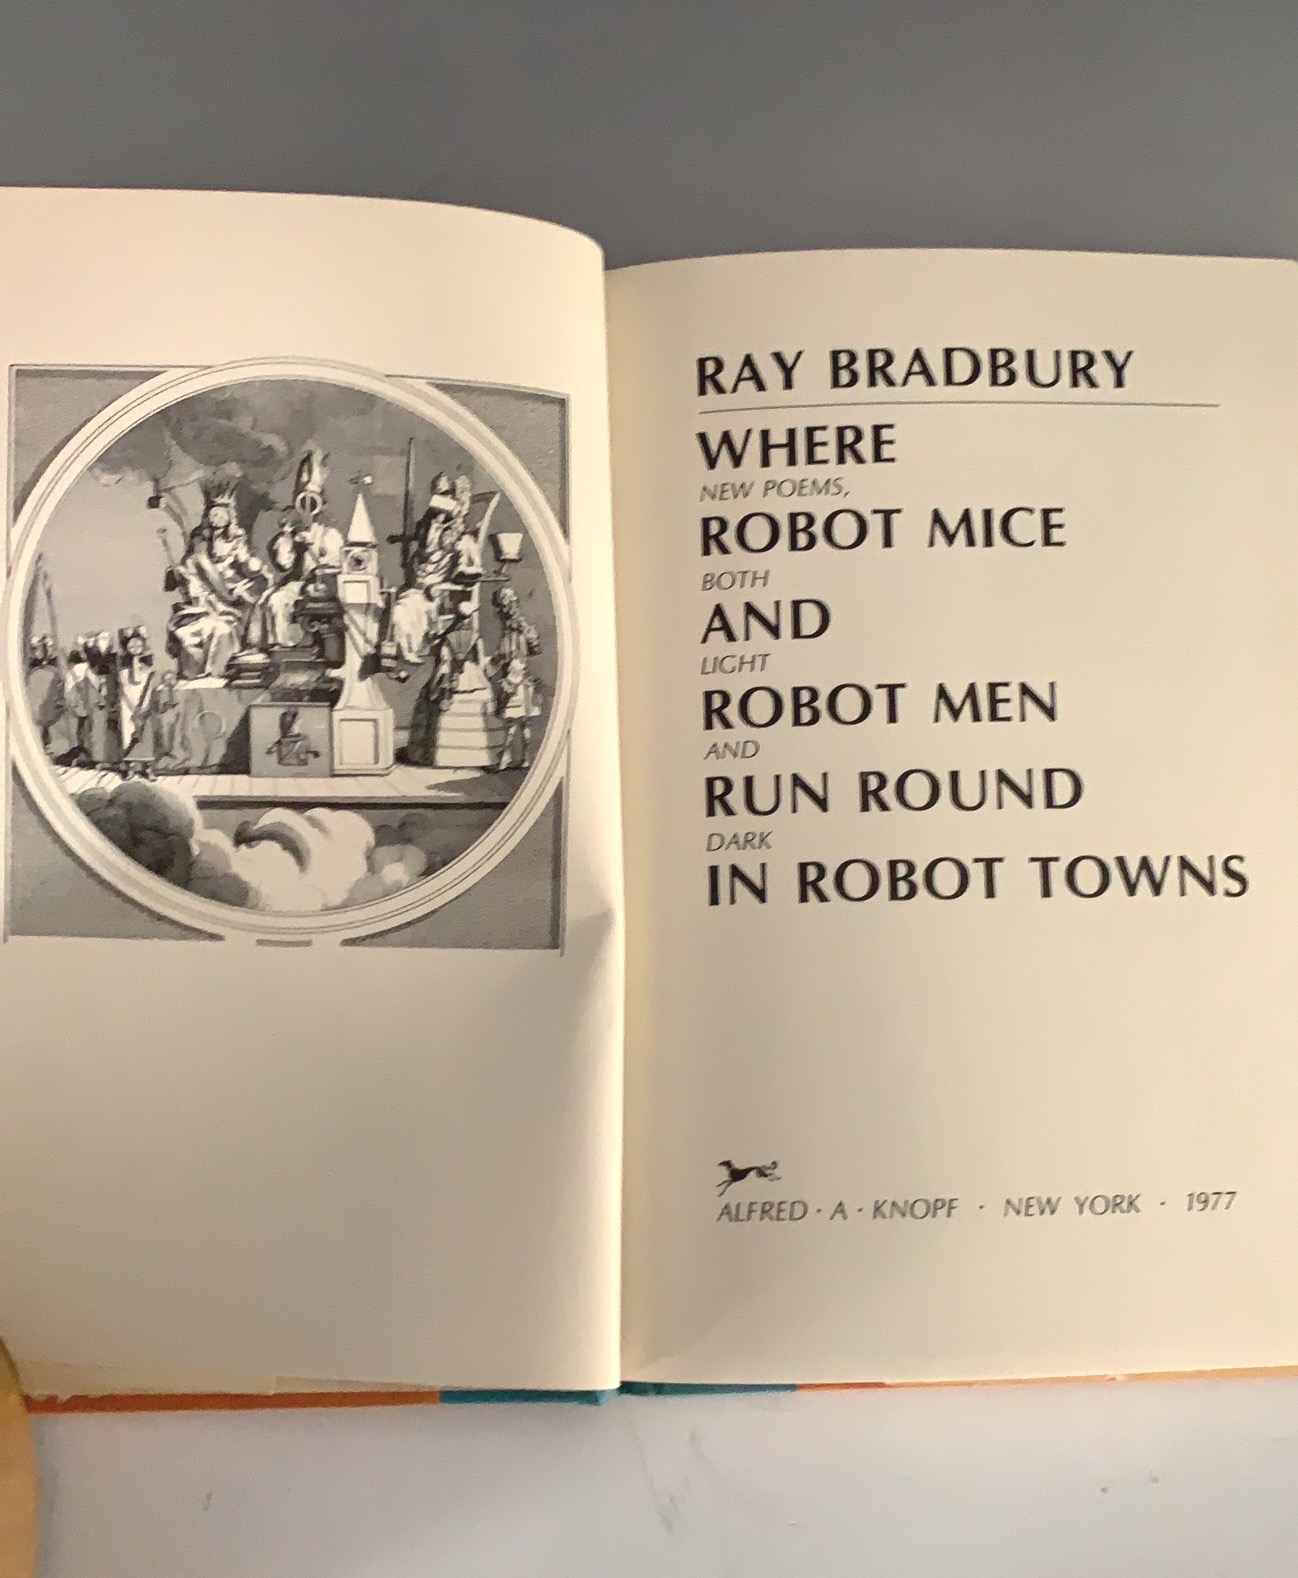 RAY BRADBURY
WHERE
NEW POEMS,
ROBOT MICE
BOTH
AND
LIGHT
ROBOT MEN
AND
RUN ROUND
DARK
IN ROBOT TOWNS
ALFRED · A · KNOPF · NEW YORK · 1977